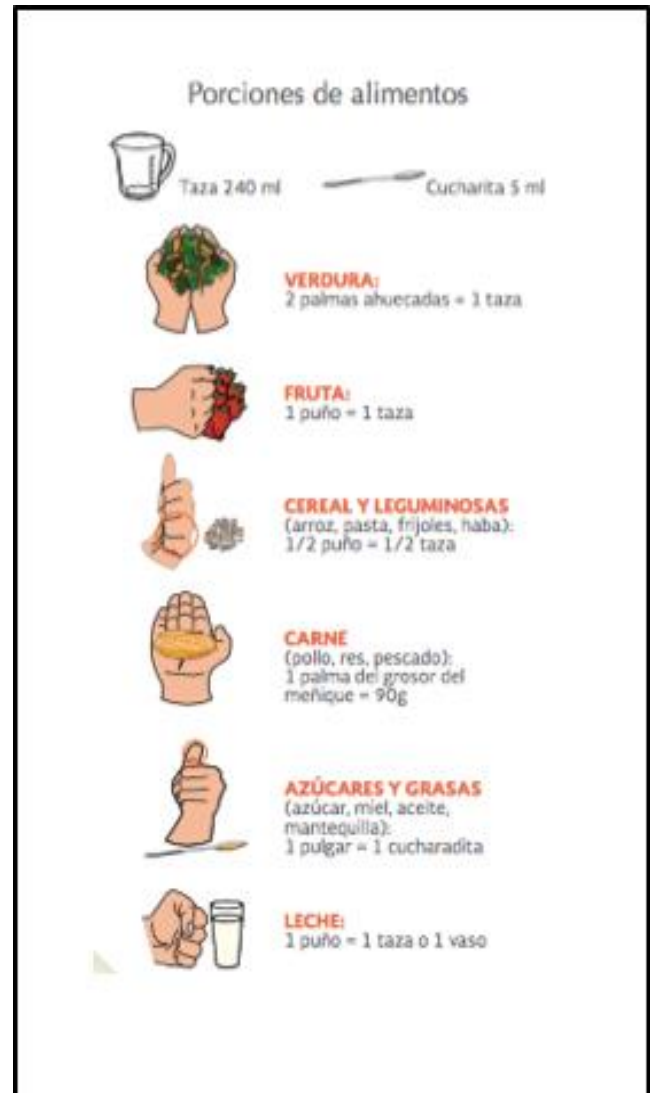 Porciones de alimentos
Taza 240 ml
Cucharita 5 ml
VERDURA:
2 palmas ahuecadas = 1 taza
FRUTA:
1 puño = 1 taza
CEREAL Y LEGUMINOSAS
(arroz, pasta, frijoles, haba):
1/2 puño = 1/2 taza
CARNE
(pollo, res, pescado):
1 palma del grosor del
meñique = 90g
AZÚCARES Y GRASAS
(azúcar, miel, aceite,
mantequilla):
1 pulgar = 1 cucharadita
LECHE:
1 puño = 1 taza o 1 vaso